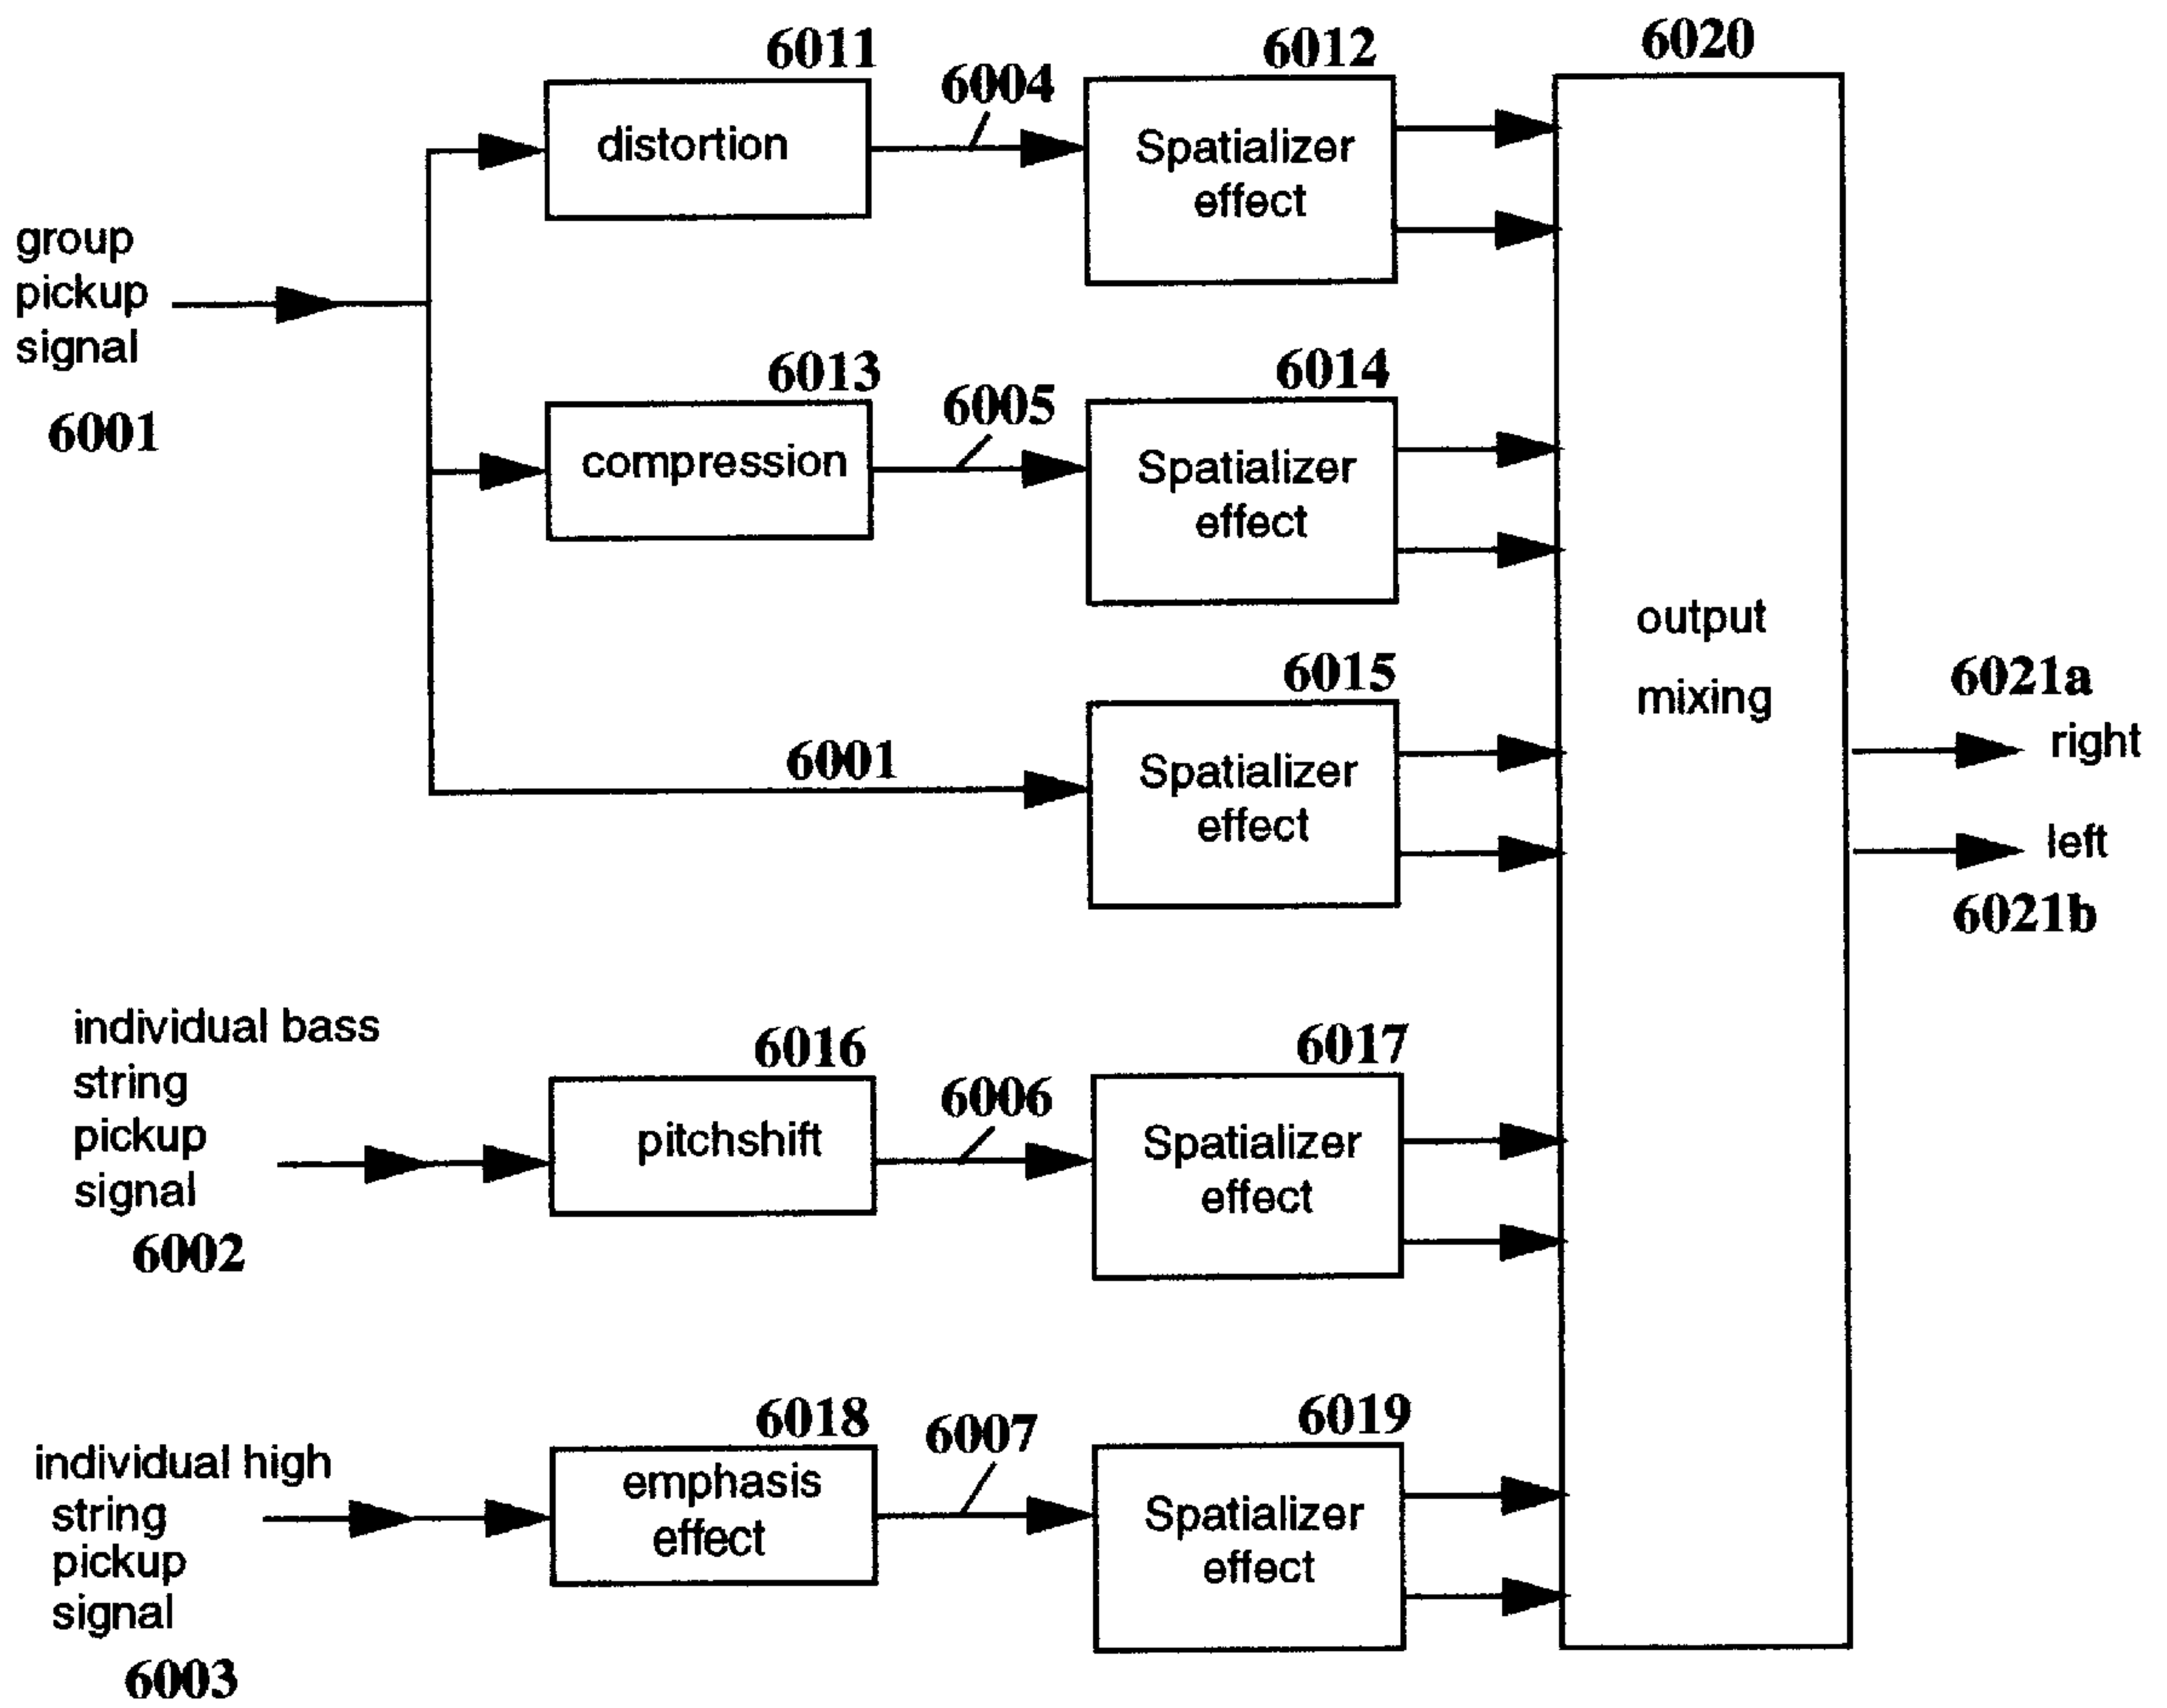 6011
6012
6020
6004
distortion
Spatializer
effect
group
pickup
signal
6001
6013
6014
6005
compression
Spatializer
effect
output
mixing
6015
6001
Spatializer
effect
6021a
right
left
6021b
individual bass
string
pickup
signal
6002
6016
6017
6006
pitchshift
Spatializer
effect
6018
6019
6007
individual high
string
pickup
signal
6003
emphasis
effect
Spatializer
effect